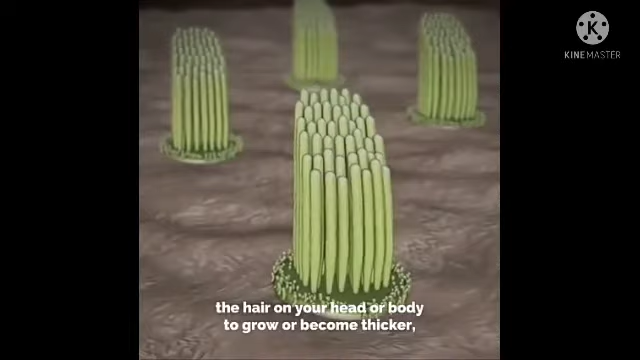 KINEMASTER
the hair on your head or body
to grow or become thicker,